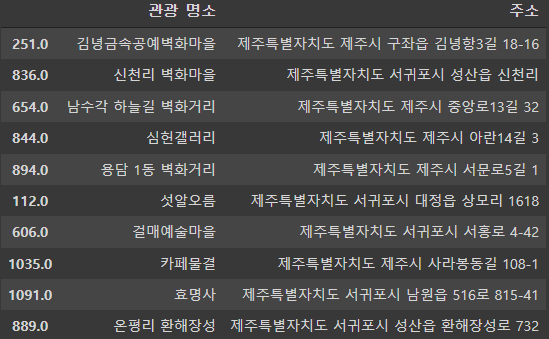 관광 명소 주소
251.0 김녕금속공예벽화마을 제주특별자치도 제주시 구좌읍 김녕항3길 18-16
836.0 신천리 벽화마을 제주특별자치도 서귀포시 성산읍 신천리
654.0 남수각 하늘길 벽화거리 제주특별자치도 제주시 중앙로13길 32
844.0 심헌갤러리 제주특별자치도 제주시 아란14길 3
894.0 용담 1동 벽화거리 제주특별자치도 제주시 서문로5길 1
112.0 섯알오름 제주특별자치도 서귀포시 대정읍 상모리 1618
606.0 걸매예술마을 제주특별자치도 서귀포시 서홍로 4-42
1035.0 카페물결 제주특별자치도 제주시 사라봉동길 108-1
1091.0 효명사 제주특별자치도 서귀포시 남원읍 516로 815-41
889.0 온평리 환해장성 제주특별자치도 서귀포시 성산읍 환해장성로 732